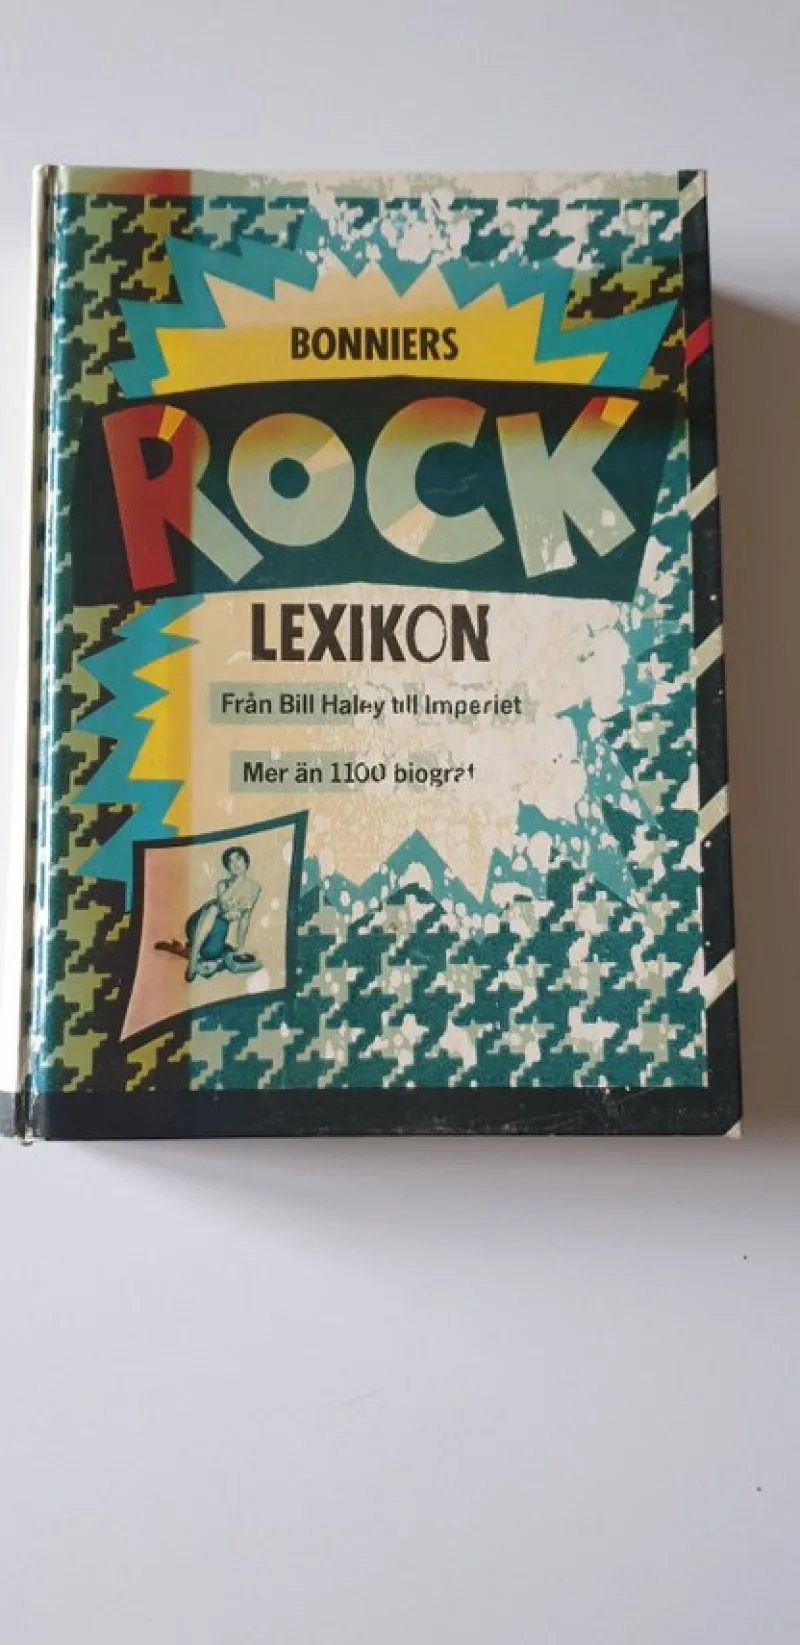 BONNIERS
ROCK
LEXIKON
Från Bill Haley till Imperiet
Mer än 1100 biograf